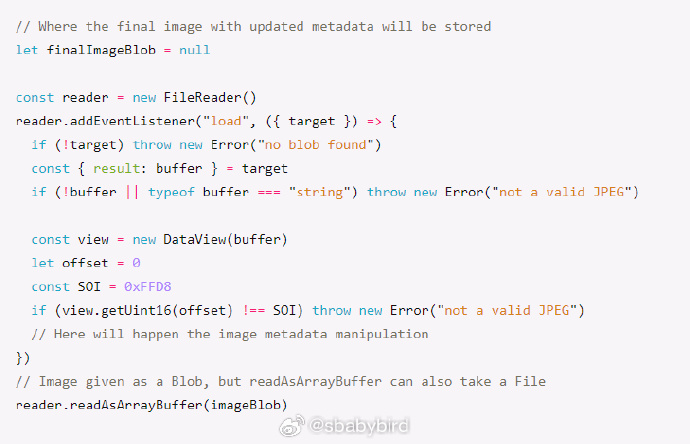 // Where the final image with updated metadata will be stored
let finalImageBlob = null

const reader = new FileReader()
reader.addEventListener("load", ({ target }) => {
  if (!target) throw new Error("no blob found")
  const { result: buffer } = target
  if (!buffer || typeof buffer === "string") throw new Error("not a valid JPEG")

  const view = new DataView(buffer)
  let offset = 0
  const SOI = 0xFFD8
  if (view.getUint16(offset) !== SOI) throw new Error("not a valid JPEG")
  // Here will happen the image metadata manipulation
})
// Image given as a Blob, but readAsArrayBuffer can also take a File
reader.readAsArrayBuffer(imageBlob)
@sbabybird